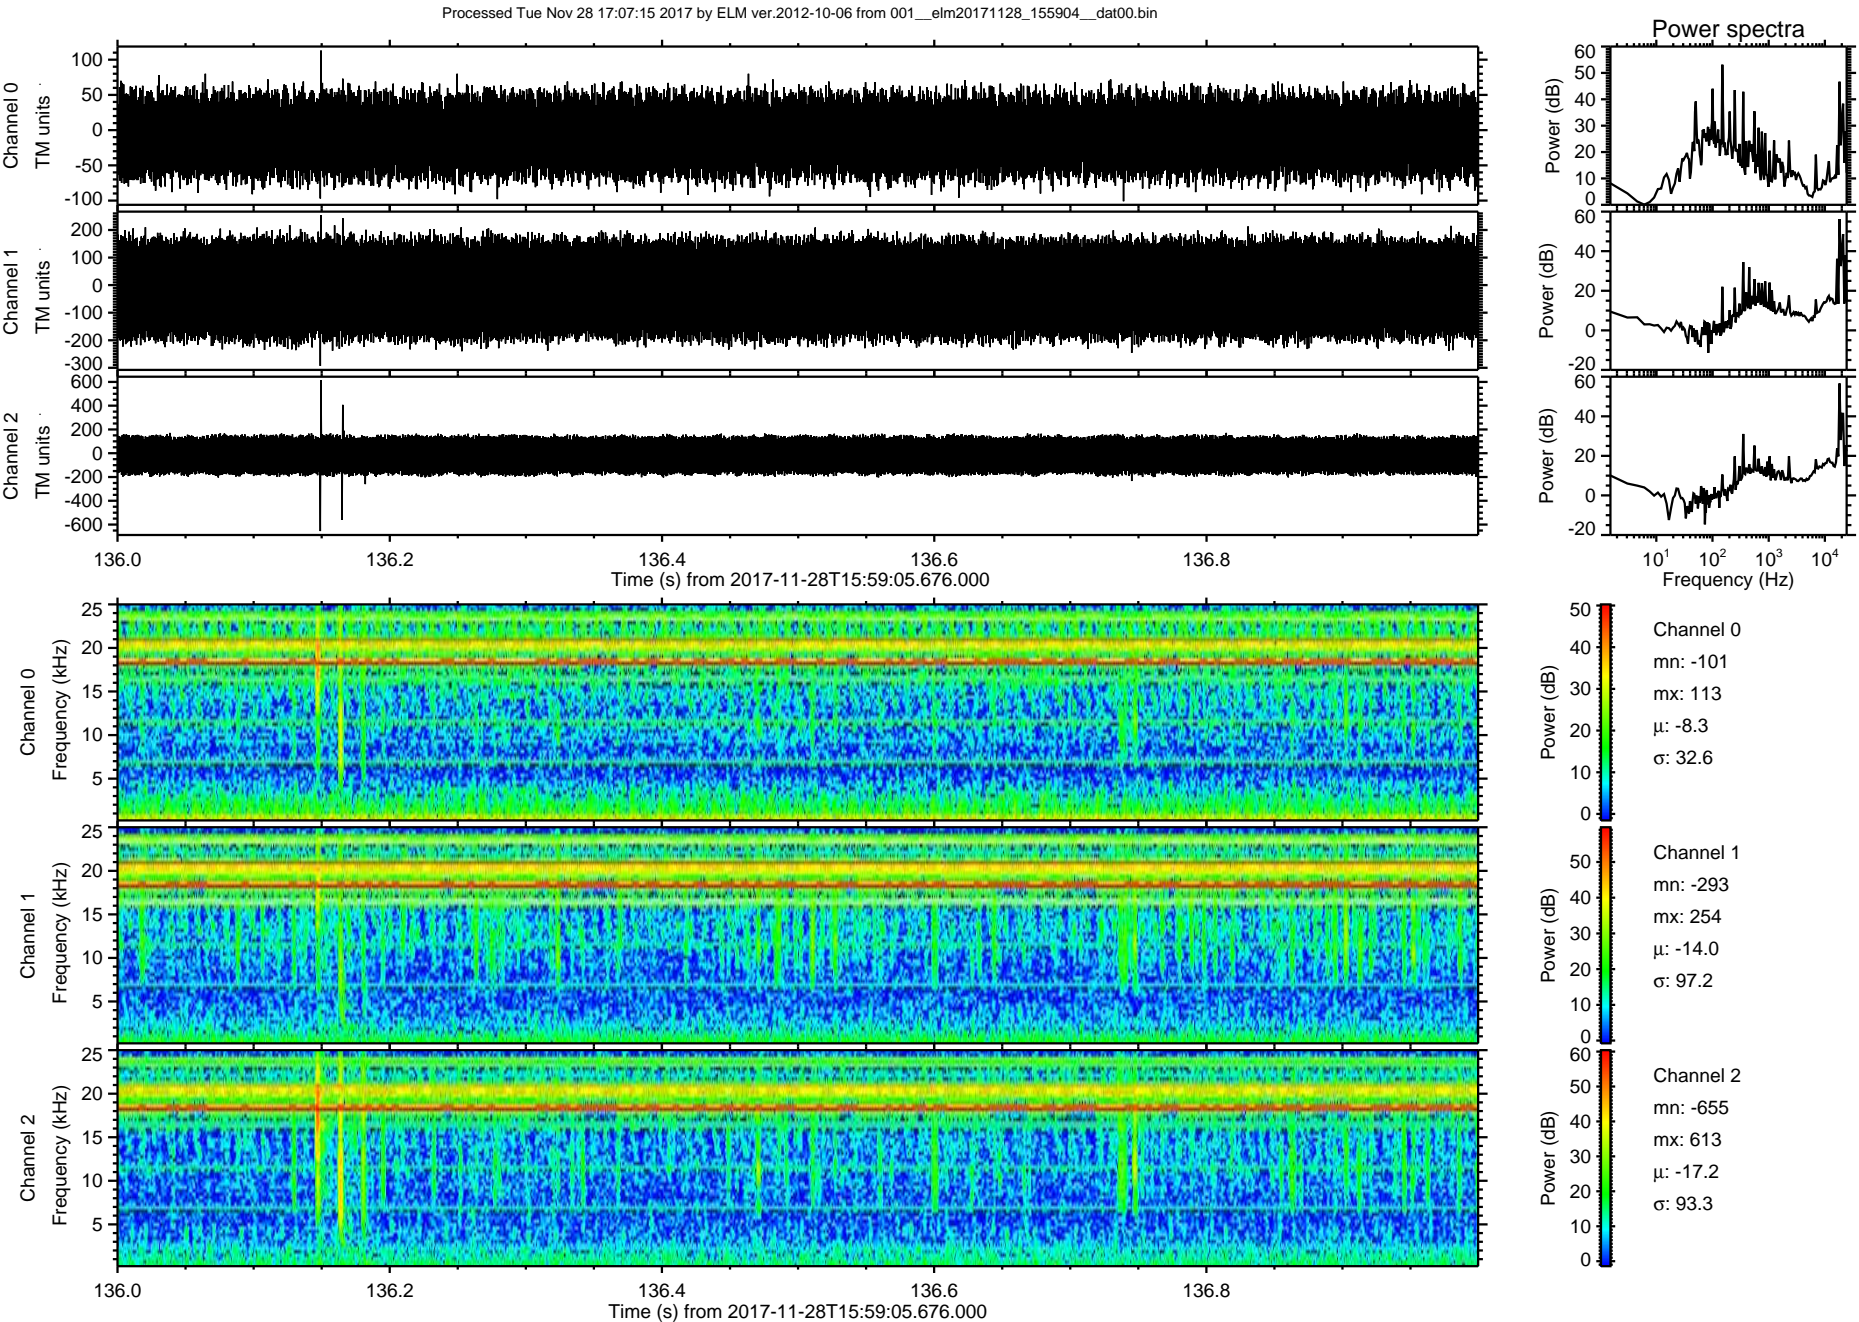 Processed Tue Nov 28 17:07:15 2017 by ELM ver.2012-10-06 from 001__elm20171128_155904__dat00.bin
Power spectra
Channel 0
TM units
100
50
0
-50
-100
Power (dB)
60
50
40
30
20
10
0
Channel 1
TM units
200
100
0
-100
-200
-300
Power (dB)
60
40
20
0
-20
Channel 2
TM units
600
400
200
0
-200
-400
-600
Power (dB)
60
40
20
0
-20
136.0 136.2 136.4 136.6 136.8
Time (s) from 2017-11-28T15:59:05.676.000
10^1 10^2 10^3 10^4
Frequency (Hz)
Channel 0
Frequency (kHz)
25
20
15
10
5
Power (dB)
50
40
30
20
10
0
Channel 0
mn: -101
mx: 113
μ: -8.3
σ: 32.6
Channel 1
Frequency (kHz)
25
20
15
10
5
Power (dB)
50
40
30
20
10
0
Channel 1
mn: -293
mx: 254
μ: -14.0
σ: 97.2
Channel 2
Frequency (kHz)
25
20
15
10
5
Power (dB)
60
50
40
30
20
10
0
Channel 2
mn: -655
mx: 613
μ: -17.2
σ: 93.3
136.0 136.2 136.4 136.6 136.8
Time (s) from 2017-11-28T15:59:05.676.000